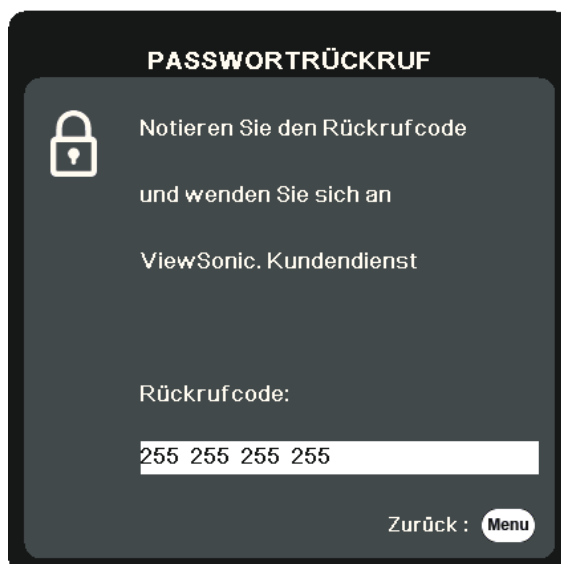 PASSWORTRÜCKRUF
Notieren Sie den Rückrufcode
und wenden Sie sich an
ViewSonic. Kundendienst
Rückrufcode:
255 255 255 255
Zurück : Menu